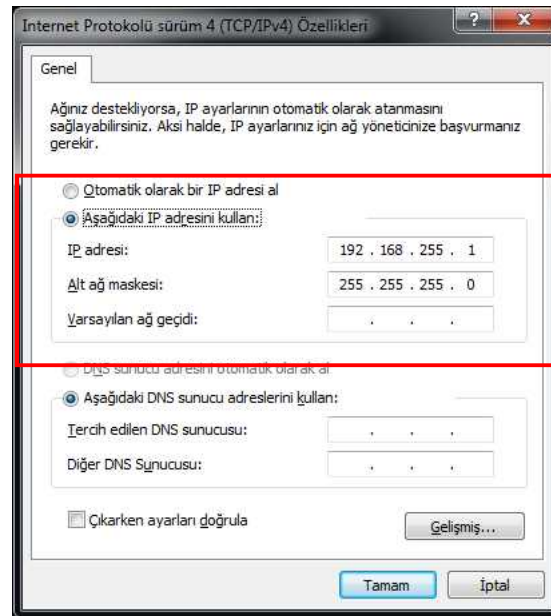 Internet Protokolü sürüm 4 (TCP/IPv4) Özellikleri
Genel
Ağınız destekliyorsa, IP ayarlarının otomatik olarak atanmasını
sağlayabilirsiniz. Aksi halde, IP ayarlarınız için ağ yöneticinize başvurmanız
gerekir.
Otomatik olarak bir IP adresi al
Aşağıdaki IP adresini kullan:
IP adresi: 192 . 168 . 255 . 1
Alt ağ maskesi: 255 . 255 . 255 . 0
Varsayılan ağ geçidi: . . .
DNS sunucu adresini otomatik olarak al
Aşağıdaki DNS sunucu adreslerini kullan:
Tercih edilen DNS sunucusu: . . .
Diğer DNS Sunucusu: . . .
Çıkarken ayarları doğrula
Gelişmiş...
Tamam İptal